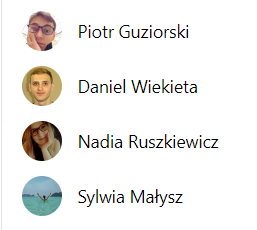 Piotr Guziorski
Daniel Wiekieta
Nadia Ruszkiewicz
Sylwia Małysz